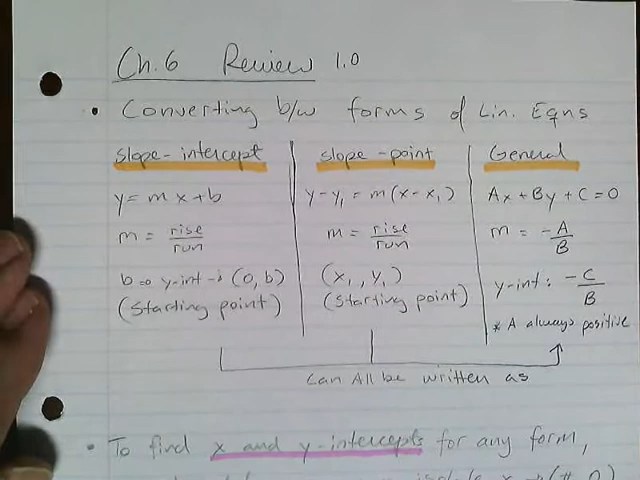 Ch.6 Review 1.0
• Converting b/w forms of Lin. Eqns
slope-intercept
y = mx + b
m = rise/run
b => y-int → (0, b)
(Starting point)
slope-point
y - y₁ = m(x - x₁)
m = rise/run
(x₁, y₁)
(Starting point)
General
Ax + By + C = 0
m = -A/B
y-int: -C/B
* A always positive
Can All be written as
• To find x and y-intercepts for any form,